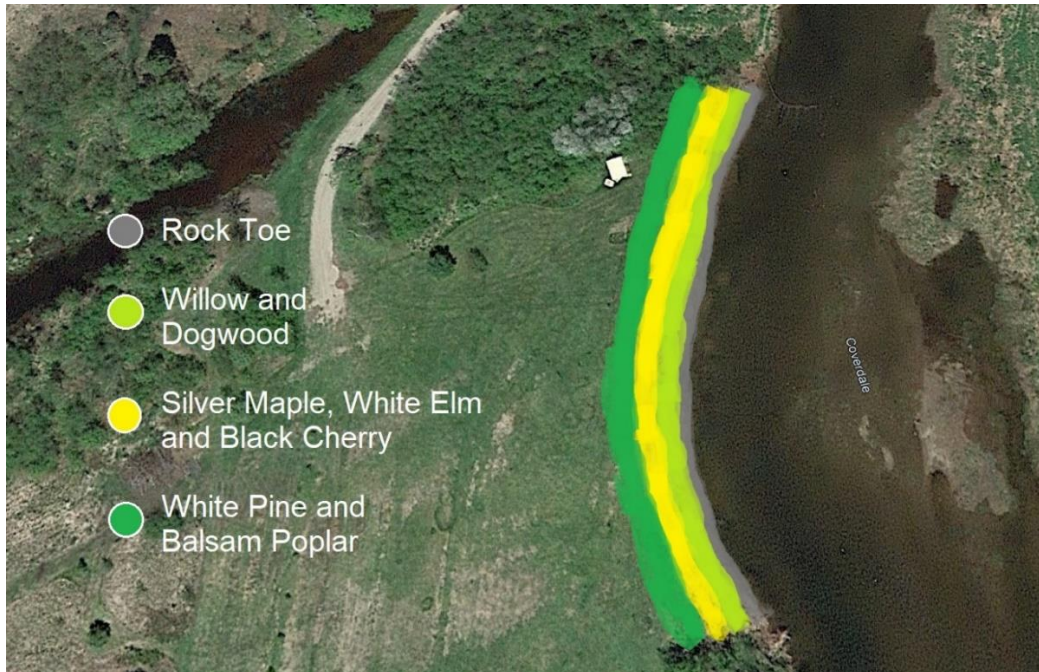 Rock Toe
Willow and
Dogwood
Silver Maple, White Elm
and Black Cherry
White Pine and
Balsam Poplar
Coverdale